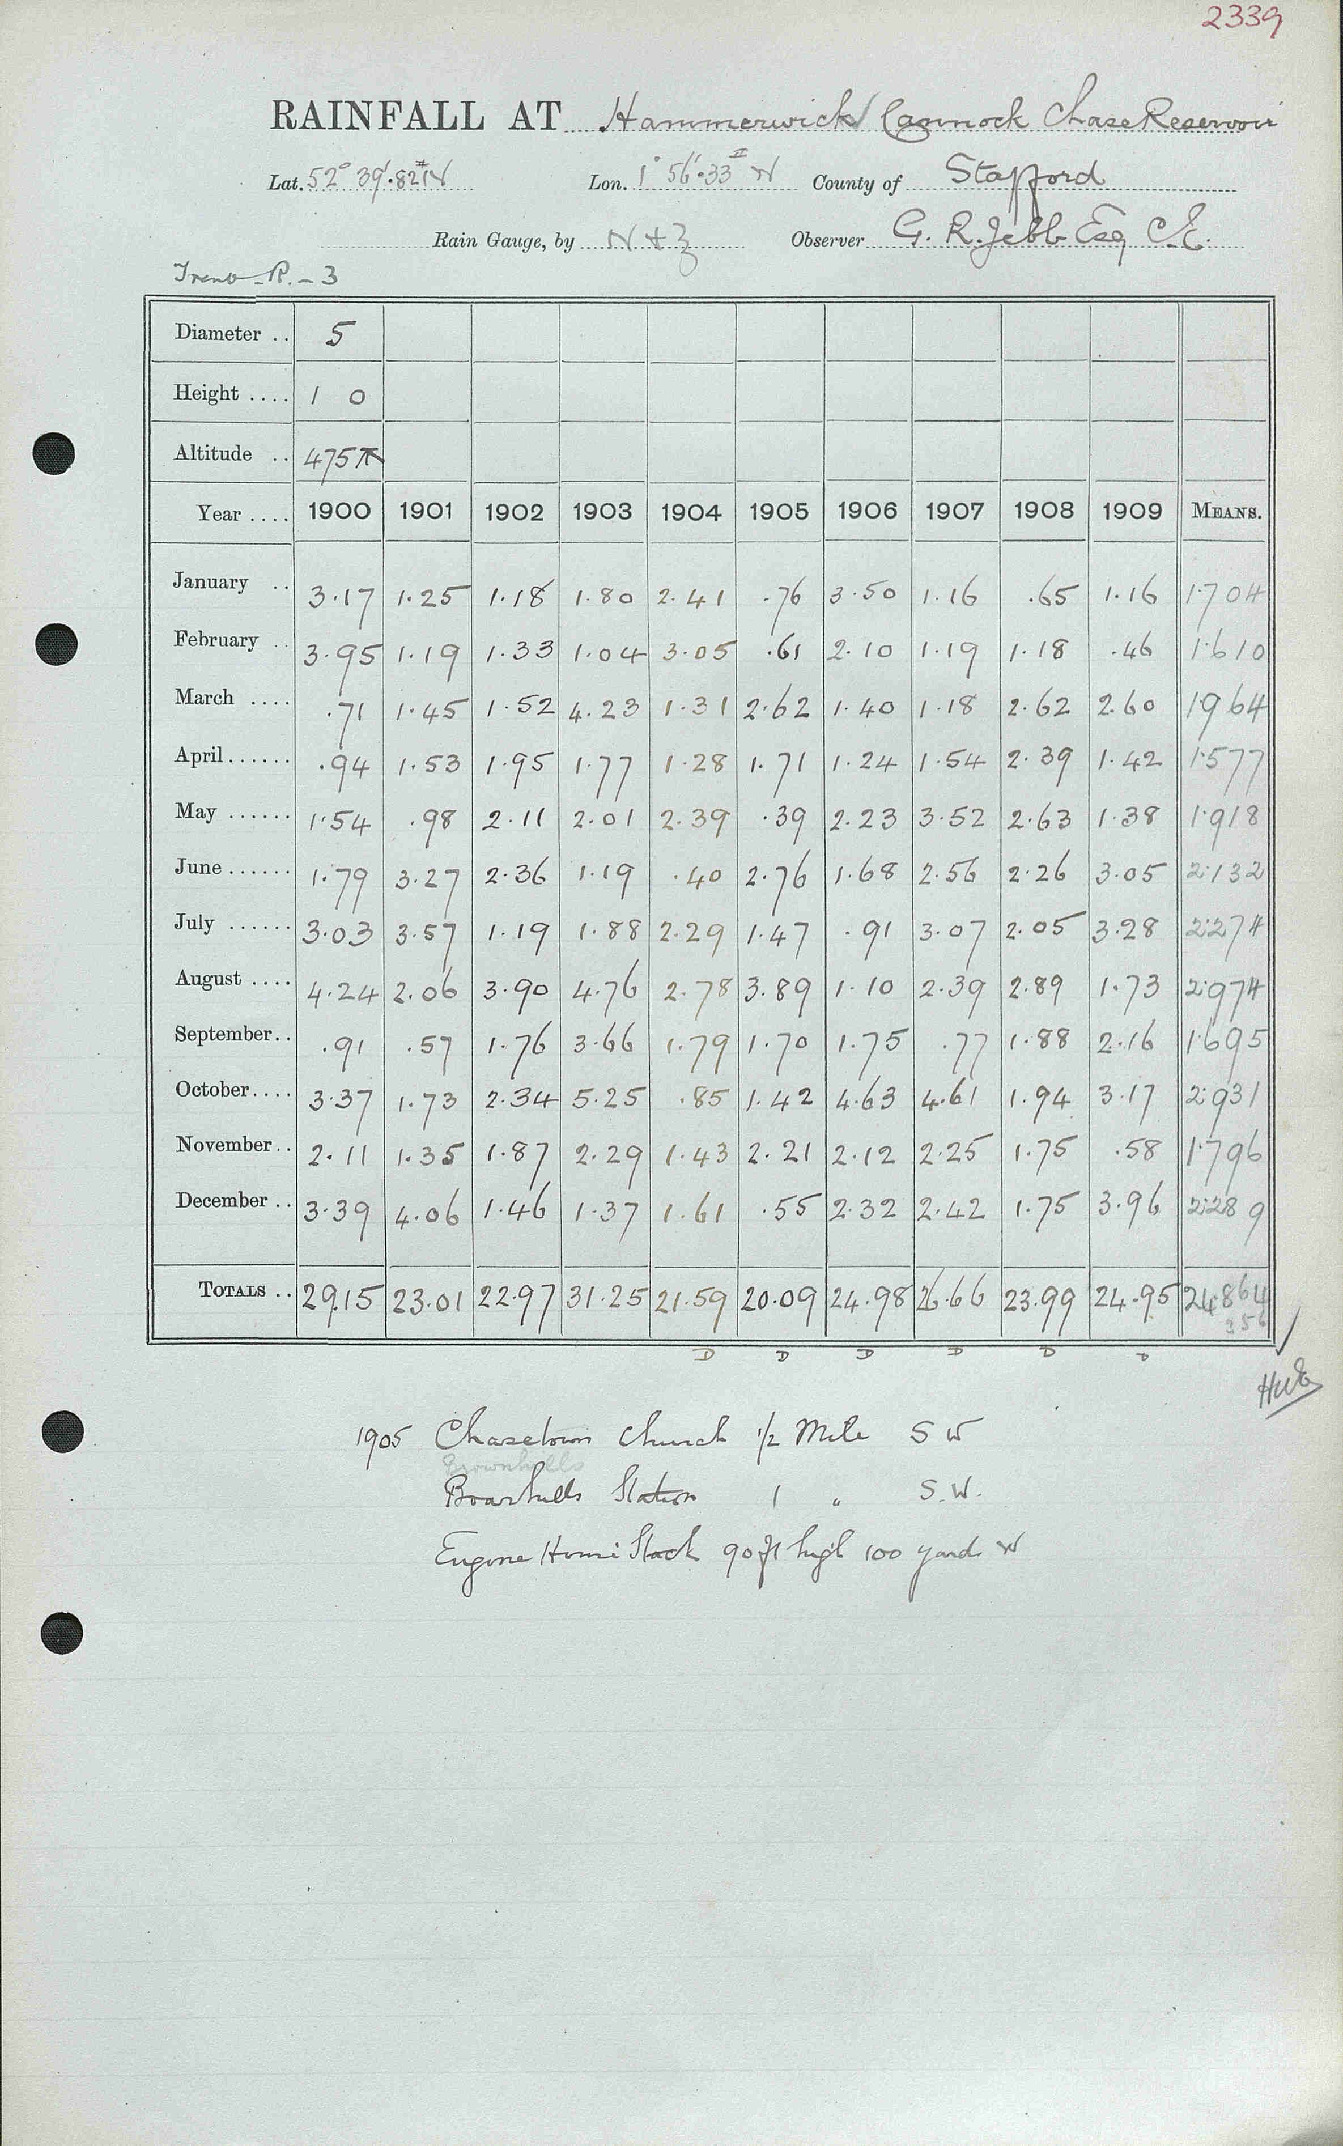 2339
RAINFALL AT Hammerwick Cannock Chase Reservoir
Lat. 52° 39'.82" N Lon. 1° 56'.33" W County of Stafford
Rain Gauge, by N + Z Observer G. R. Jebb Esq C.E.
Trent R. - 3
Diameter .. 5
Height .... 1 0
Altitude .. 475
Year .... 1900 1901 1902 1903 1904 1905 1906 1907 1908 1909 MEANS.
January .. 3.17 1.25 1.18 1.80 2.41 .76 3.50 1.16 .65 1.16 1.704
February .. 3.95 1.19 1.33 1.04 3.05 .61 2.10 1.19 1.18 .46 1.610
March .... .71 1.45 1.52 4.23 1.31 2.62 1.40 1.18 2.62 2.60 1.964
April ...... .94 1.53 1.95 1.77 1.28 1.71 1.24 1.54 2.39 1.42 1.577
May ...... 1.54 .98 2.11 2.01 2.39 .39 2.23 3.52 2.63 1.38 1.918
June ...... 1.79 3.27 2.36 1.19 .40 2.76 1.68 2.56 2.26 3.05 2.132
July ...... 3.03 3.57 1.19 1.88 2.29 1.47 .91 3.07 2.05 3.28 2.274
August .... 4.24 2.06 3.90 4.76 2.78 3.89 1.10 2.39 2.89 1.73 2.974
September.. .91 .57 1.76 3.66 1.79 1.70 1.75 .77 1.88 2.16 1.695
October.... 3.37 1.73 2.34 5.25 .85 1.42 4.63 4.61 1.94 3.17 2.931
November.. 2.11 1.35 1.87 2.29 1.43 2.21 2.12 2.25 1.75 .58 1.796
December .. 3.39 4.06 1.46 1.37 1.61 .55 2.32 2.42 1.75 3.96 2.289
TOTALS .. 29.15 23.01 22.97 31.25 21.59 20.09 24.98 26.66 23.99 24.95 24.864
D D D D D D
1905 Chasetown Church 1/2 Mile S W
Brownhills
Boarhills Station 1 " S.W.
Engine House Stack 90 ft high 100 yards W